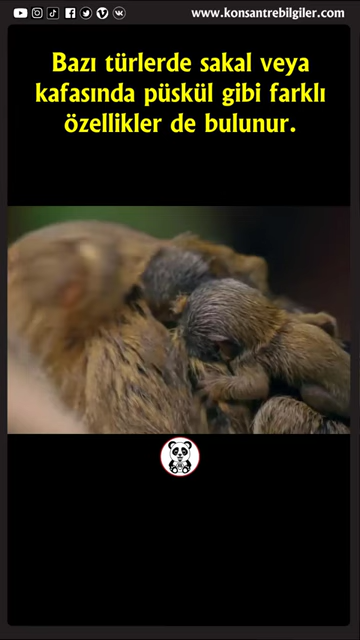 www.konsantrebilgiler.com
Bazı türlerde sakal veya
kafasında püskül gibi farklı
özellikler de bulunur.